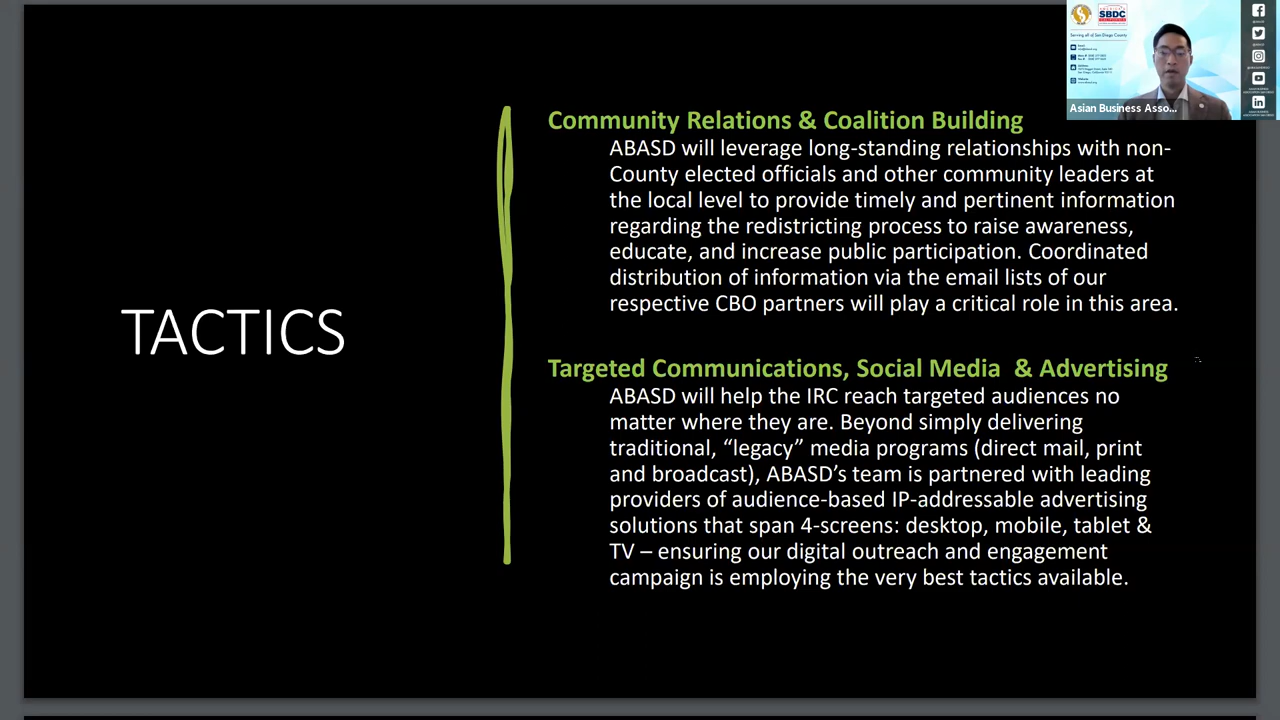 TACTICS
Community Relations & Coalition Building
ABASD will leverage long-standing relationships with non-
County elected officials and other community leaders at
the local level to provide timely and pertinent information
regarding the redistricting process to raise awareness,
educate, and increase public participation. Coordinated
distribution of information via the email lists of our
respective CBO partners will play a critical role in this area.
Targeted Communications, Social Media & Advertising
ABASD will help the IRC reach targeted audiences no
matter where they are. Beyond simply delivering
traditional, “legacy” media programs (direct mail, print
and broadcast), ABASD’s team is partnered with leading
providers of audience-based IP-addressable advertising
solutions that span 4-screens: desktop, mobile, tablet &
TV – ensuring our digital outreach and engagement
campaign is employing the very best tactics available.
SBDC
Serving all of San Diego County
Asian Business Asso...